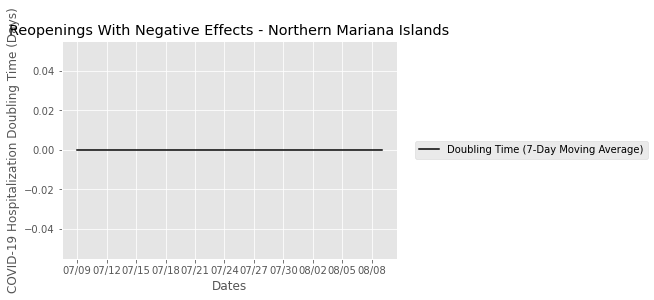 Reopenings With Negative Effects - Northern Mariana Islands
COVID-19 Hospitalization Doubling Time (Days)
0.04
0.02
0.00
−0.02
−0.04
07/09 07/12 07/15 07/18 07/21 07/24 07/27 07/30 08/02 08/05 08/08
Dates
Doubling Time (7-Day Moving Average)